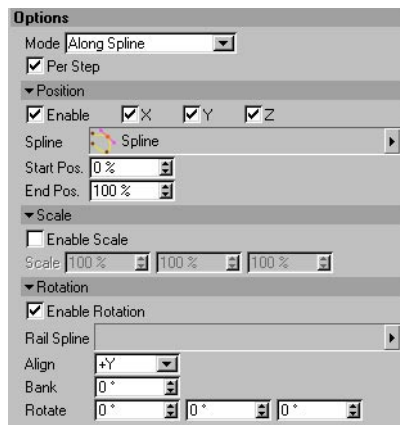 Options
Mode Along Spline
Per Step
Position
Enable X Y Z
Spline Spline
Start Pos. 0 %
End Pos. 100 %
Scale
Enable Scale
Scale 100 % 100 % 100 %
Rotation
Enable Rotation
Rail Spline
Align +Y
Bank 0 °
Rotate 0 ° 0 ° 0 °